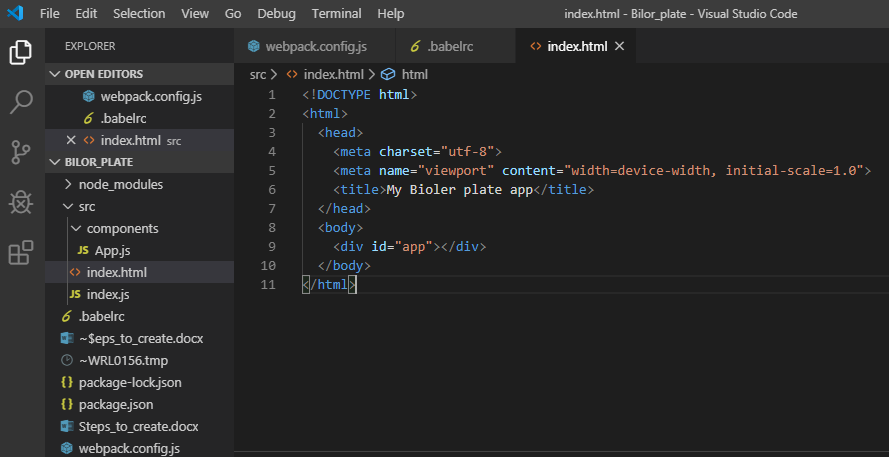 File Edit Selection View Go Debug Terminal Help index.html - Bilor_plate - Visual Studio Code
EXPLORER
OPEN EDITORS
webpack.config.js
.babelrc
index.html src
BILOR_PLATE
node_modules
src
components
JS App.js
index.html
JS index.js
.babelrc
~$eps_to_create.docx
~WRL0156.tmp
{} package-lock.json
{} package.json
Steps_to_create.docx
webpack.config.js
webpack.config.js .babelrc index.html
src > index.html > html
1 <!DOCTYPE html>
2 <html>
3 <head>
4 <meta charset="utf-8">
5 <meta name="viewport" content="width=device-width, initial-scale=1.0">
6 <title>My Bioler plate app</title>
7 </head>
8 <body>
9 <div id="app"></div>
10 </body>
11 </html>